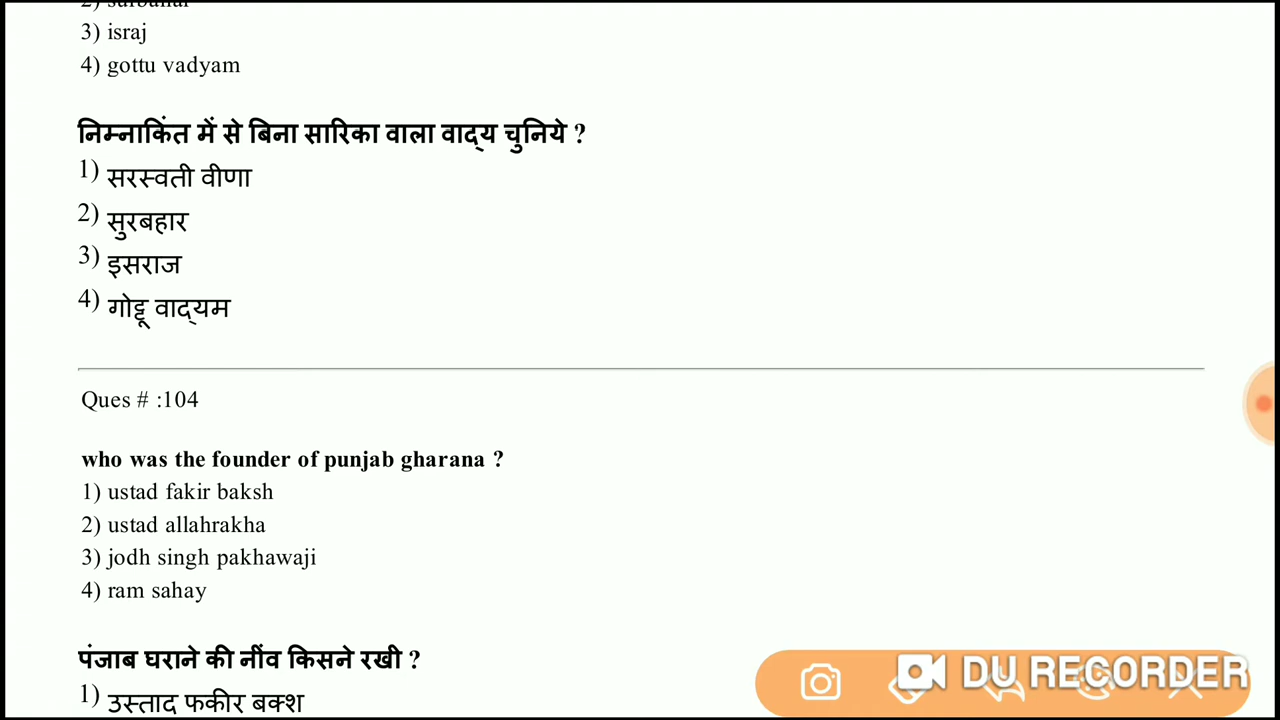 2) surbahar
3) israj
4) gottu vadyam
निम्नाकिंत में से बिना सारिका वाला वाद्य चुनिये ?
1) सरस्वती वीणा
2) सुरबहार
3) इसराज
4) गोट्टू वाद्यम
Ques # :104
who was the founder of punjab gharana ?
1) ustad fakir baksh
2) ustad allahrakha
3) jodh singh pakhawaji
4) ram sahay
पंजाब घराने की नींव किसने रखी ?
1) उस्ताद फकीर बक्श
DU RECORDER